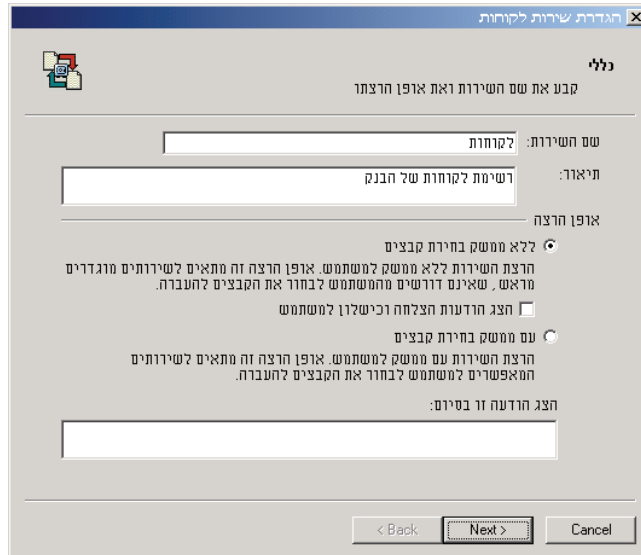 הגדרת שירות לקוחות
כללי
קבע את שם השירות ואת אופן הרצתו
שם השירות: לקוחות
תיאור: רשימת לקוחות של הבנק
אופן הרצה
ללא ממשק בחירת קבצים
הרצת השירות ללא ממשק למשתמש. אופן הרצה זה מתאים לשירותים מוגדרים
מראש, שאינם דורשים מהמשתמש לבחור את הקבצים להעברה.
הצג הודעות הצלחה וכישלון למשתמש
עם ממשק בחירת קבצים
הרצת השירות עם ממשק למשתמש. אופן הרצה זה מתאים לשירותים
המאפשרים למשתמש לבחור את הקבצים להעברה.
הצג הודעה זו בסיום:
< Back Next > Cancel